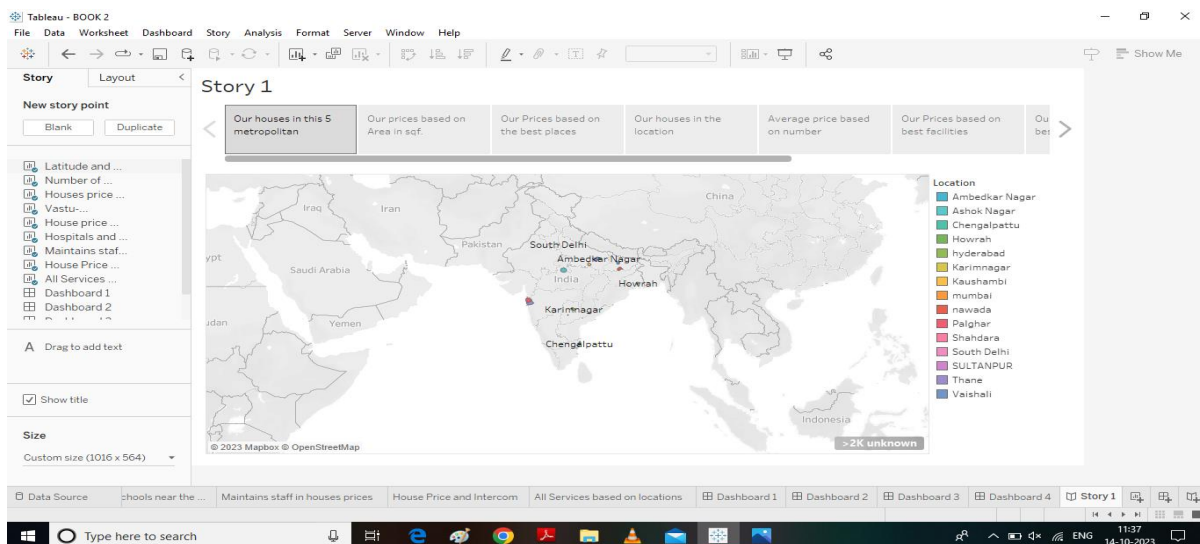 Tableau - BOOK 2
File Data Worksheet Dashboard Story Analysis Format Server Window Help
Show Me
Story Layout
New story point
Blank Duplicate
Latitude and ...
Number of ...
Houses price ...
Vastu-...
House price ...
Hospitals and ...
Maintains staf...
House Price ...
All Services ...
Dashboard 1
Dashboard 2
A Drag to add text
Show title
Size
Custom size (1016 x 564)
Story 1
Our houses in this 5
metropolitan
Our prices based on
Area in sqf.
Our Prices based on
the best places
Our houses in the
location
Average price based
on number
Our Prices based on
best facilities
Ou
bes
Iraq
Iran
China
Pakistan
South Delhi
Ambedkar Nagar
ypt
Saudi Arabia
India
Howrah
Karimnagar
udan
Yemen
Chengalpattu
Indonesia
© 2023 Mapbox © OpenStreetMap
>2K unknown
Location
Ambedkar Nagar
Ashok Nagar
Chengalpattu
Howrah
hyderabad
Karimnagar
Kaushambi
mumbai
nawada
Palghar
Shahdara
South Delhi
SULTANPUR
Thane
Vaishali
Data Source chools near the ... Maintains staff in houses prices House Price and Intercom All Services based on locations Dashboard 1 Dashboard 2 Dashboard 3 Dashboard 4 Story 1
Type here to search
ENG
11:37
14-10-2023